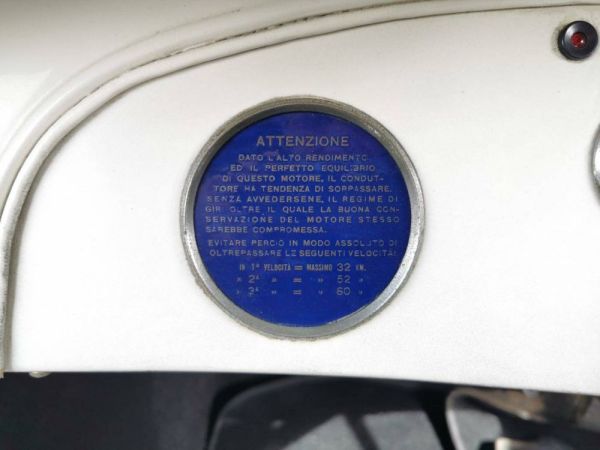 ATTENZIONE
DATO L'ALTO RENDIMENTO
ED IL PERFETTO EQUILIBRIO
DI QUESTO MOTORE, IL CONDUT-
TORE HA TENDENZA DI SORPASSARE,
SENZA AVVEDERSENE, IL REGIME DI
GIRI OLTRE IL QUALE LA BUONA CON-
SERVAZIONE DEL MOTORE STESSO
SAREBBE COMPROMESSA.
EVITARE PERCIÒ IN MODO ASSOLUTO DI
OLTREPASSARE LE SEGUENTI VELOCITÀ:
IN 1ª VELOCITÀ = MASSIMO 32 KM.
» 2ª » = » 52 »
» 3ª » = » 60 »